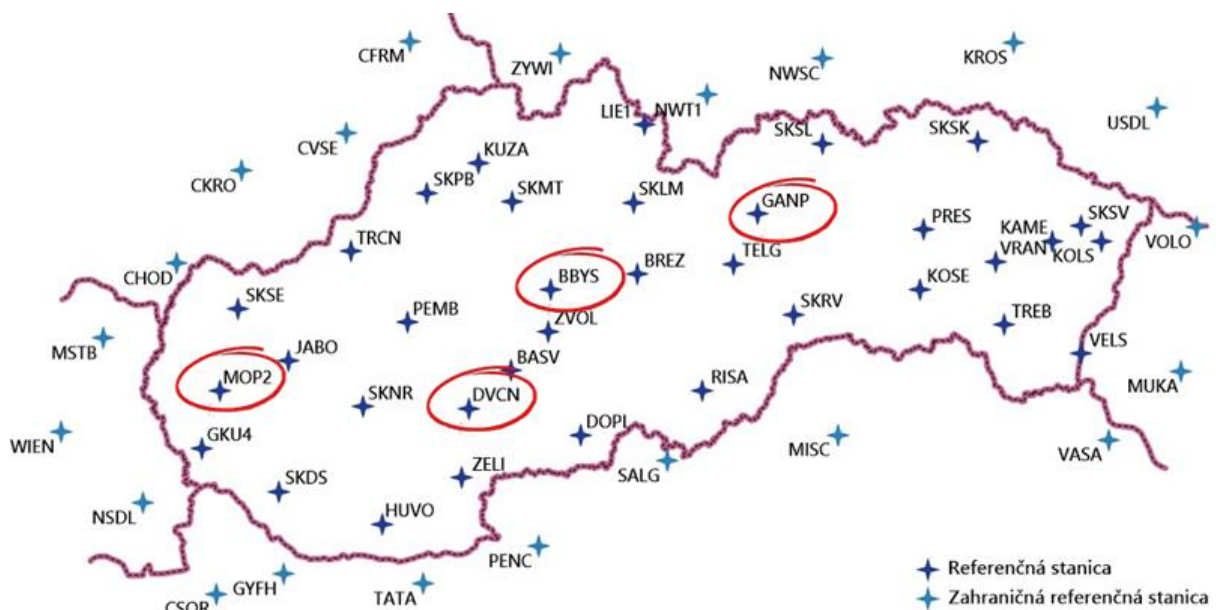 CFRM
ZYWI
NWSC
KROS
LIE1
NWT1
USDL
CVSE
KUZA
SKSL
SKSK
CKRO
SKPB
SKMT
SKLM
GANP
PRES
KAME
SKSV
VOLO
TRCN
VRAN
KOLS
CHOD
BBYS
BREZ
TELG
KOSE
SKSE
PEMB
ZVOL
SKRV
TREB
MSTB
JABO
BASV
VELS
MOP2
SKNR
DVCN
RISA
MUKA
WIEN
GKU4
DOPL
MISC
VASA
SKDS
ZELI
SALG
NSDL
HUVO
PENC
CSOR
GYFH
TATA
Referenčná stanica
Zahraničná referenčná stanica